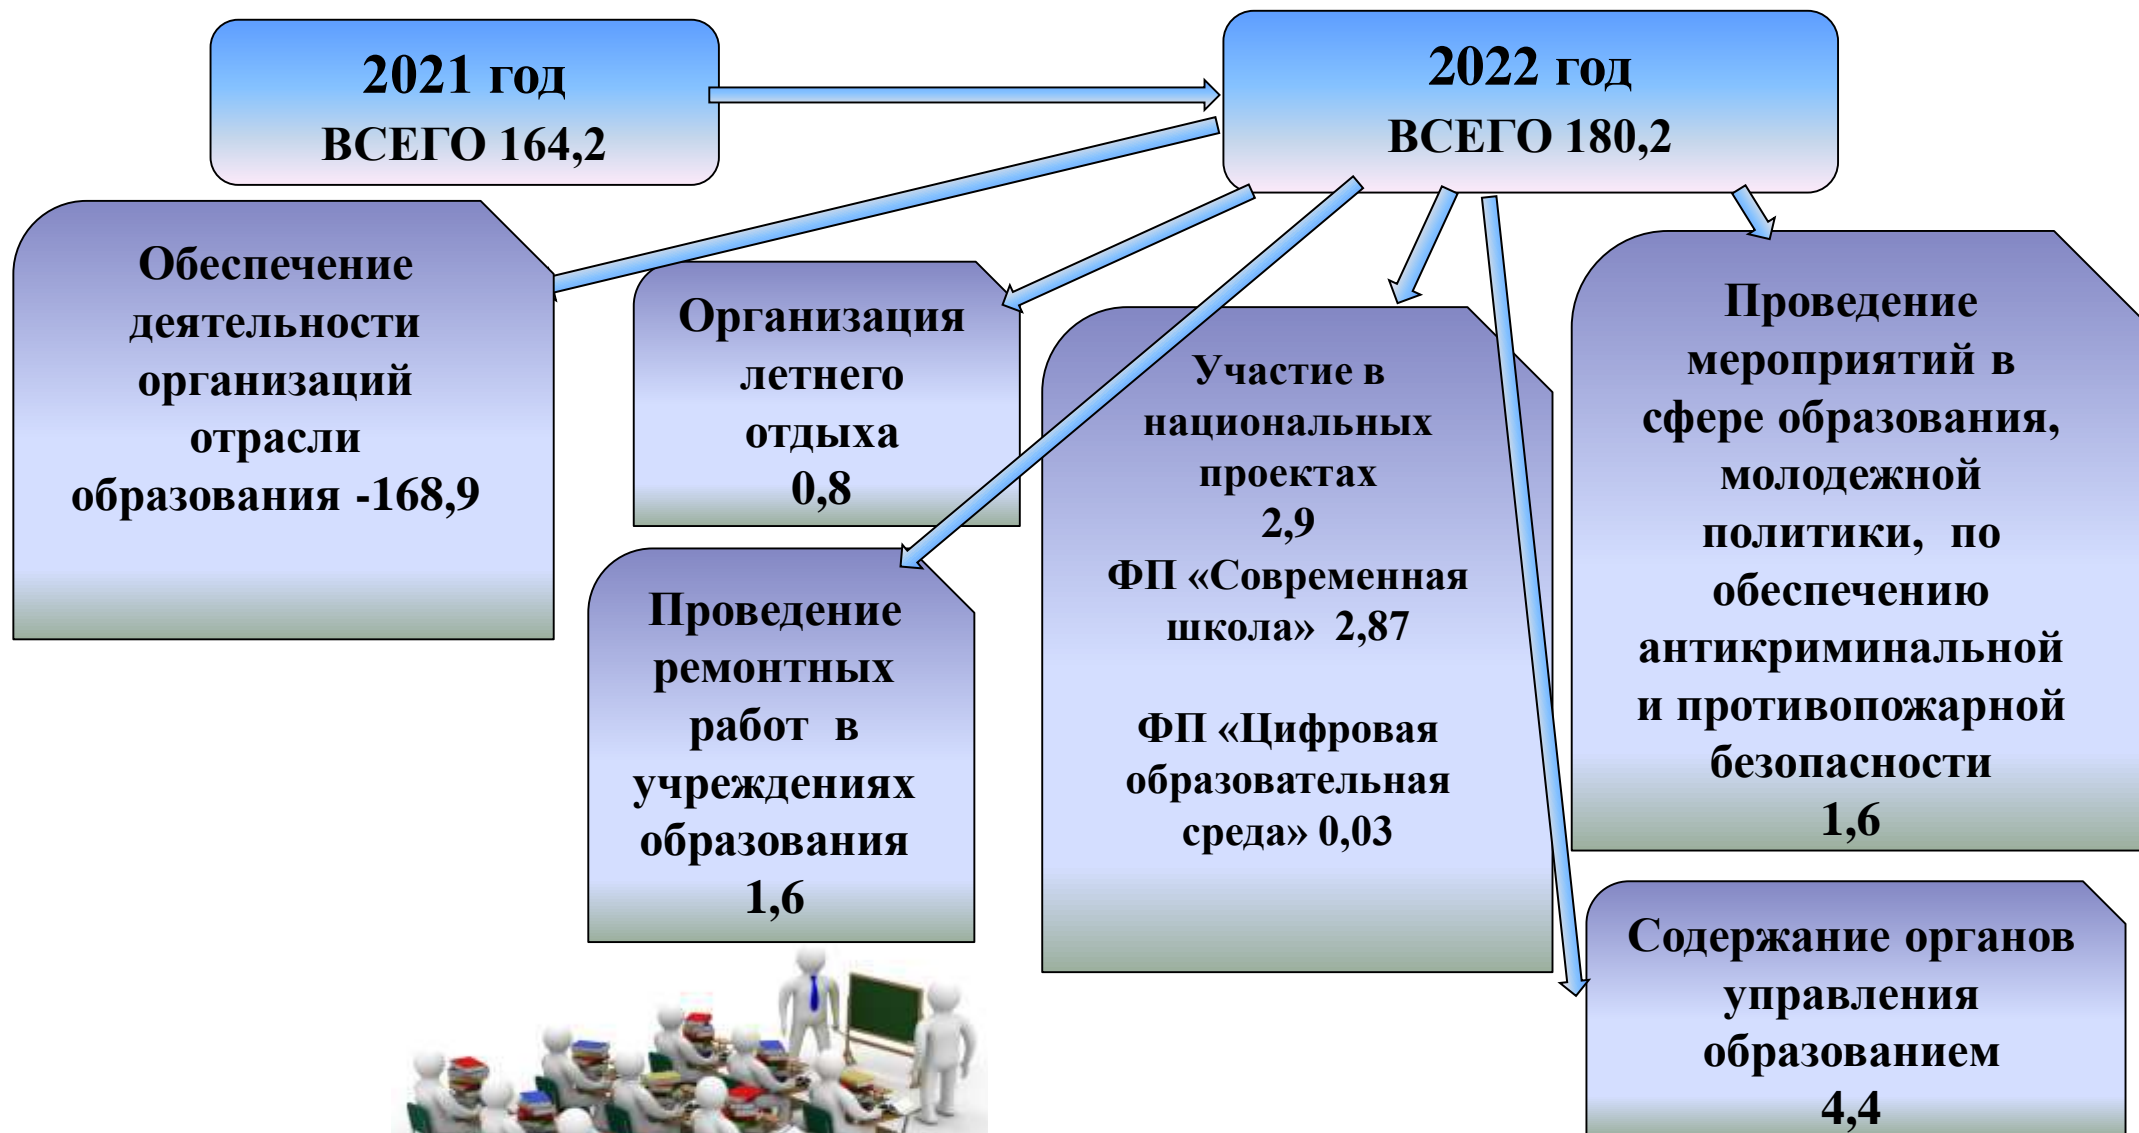 2021 год
ВСЕГО 164,2
2022 год
ВСЕГО 180,2
Обеспечение
деятельности
организаций
отрасли
образования -168,9
Организация
летнего
отдыха
0,8
Проведение
ремонтных
работ в
учреждениях
образования
1,6
Участие в
национальных
проектах
2,9
ФП «Современная
школа» 2,87
ФП «Цифровая
образовательная
среда» 0,03
Проведение
мероприятий в
сфере образования,
молодежной
политики, по
обеспечению
антикриминальной
и противопожарной
безопасности
1,6
Содержание органов
управления
образованием
4,4